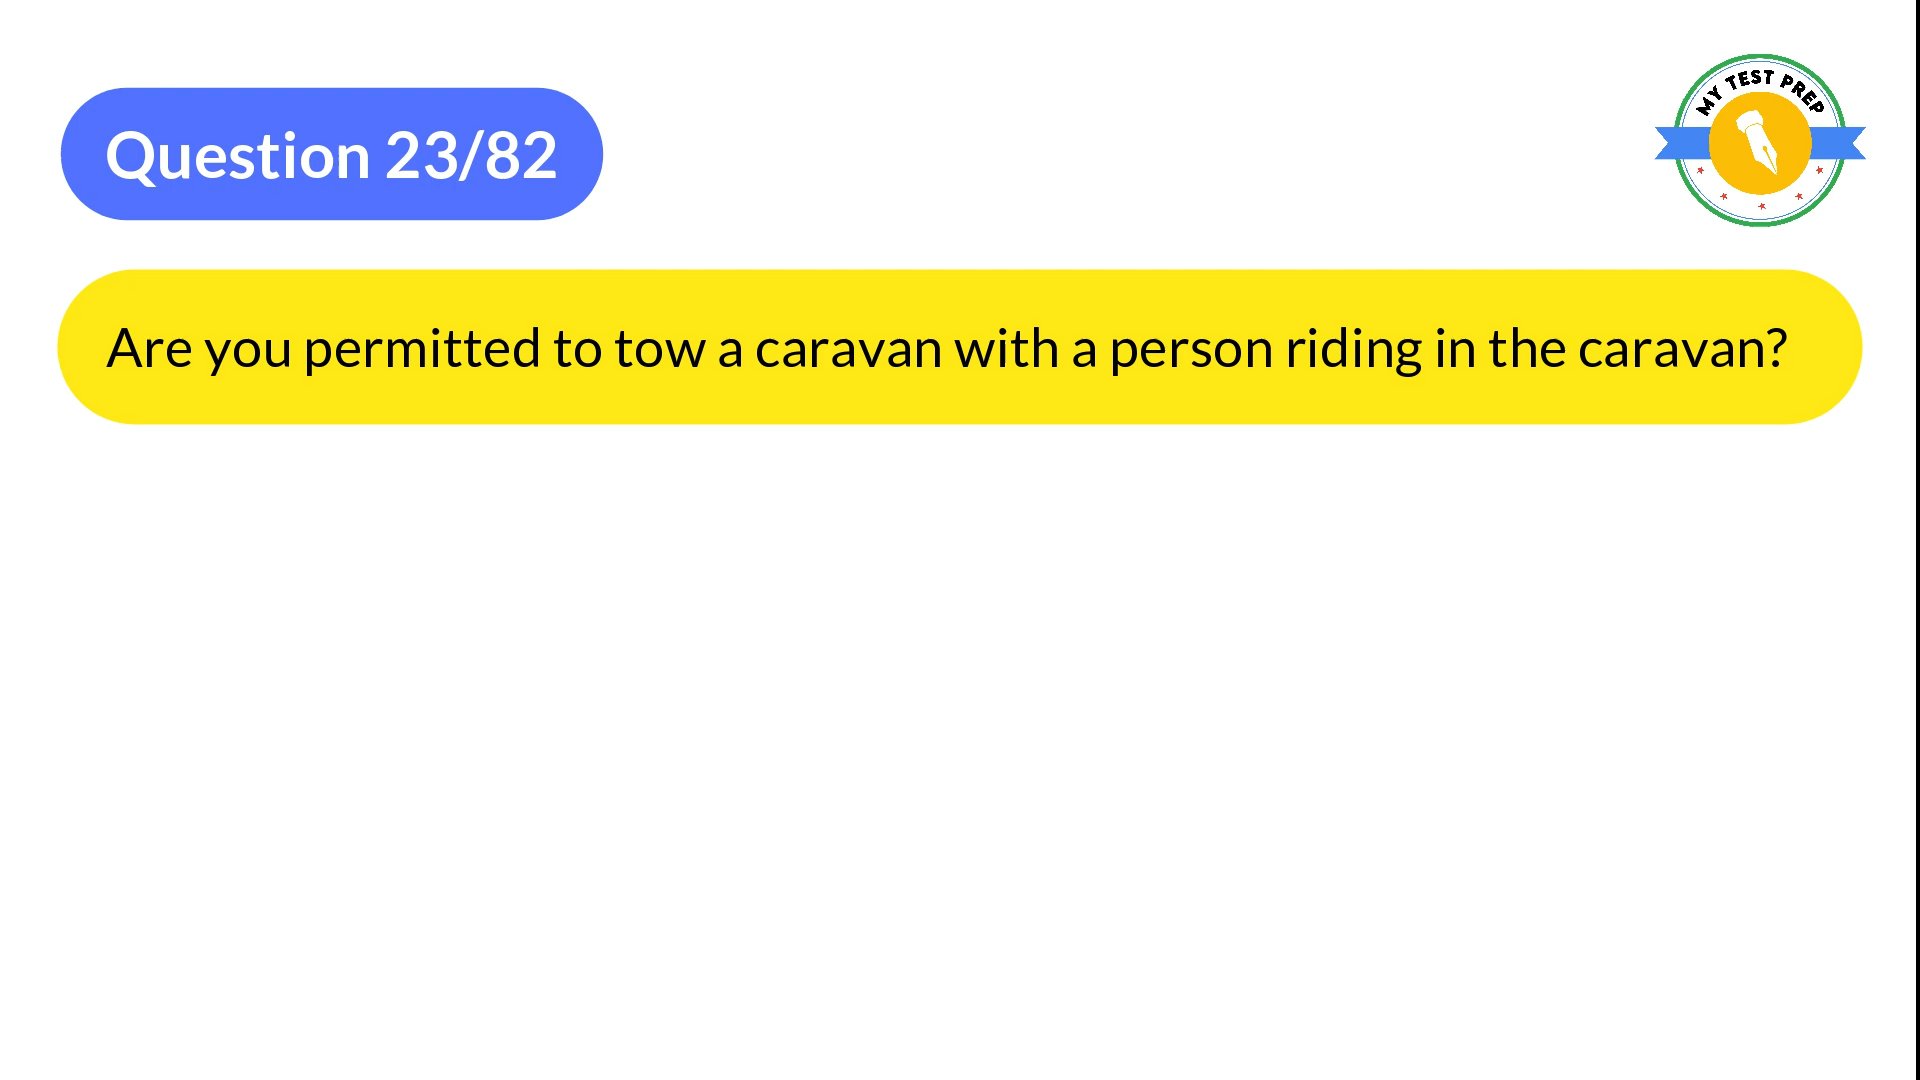 MY TEST PREP
Question 23/82
Are you permitted to tow a caravan with a person riding in the caravan?